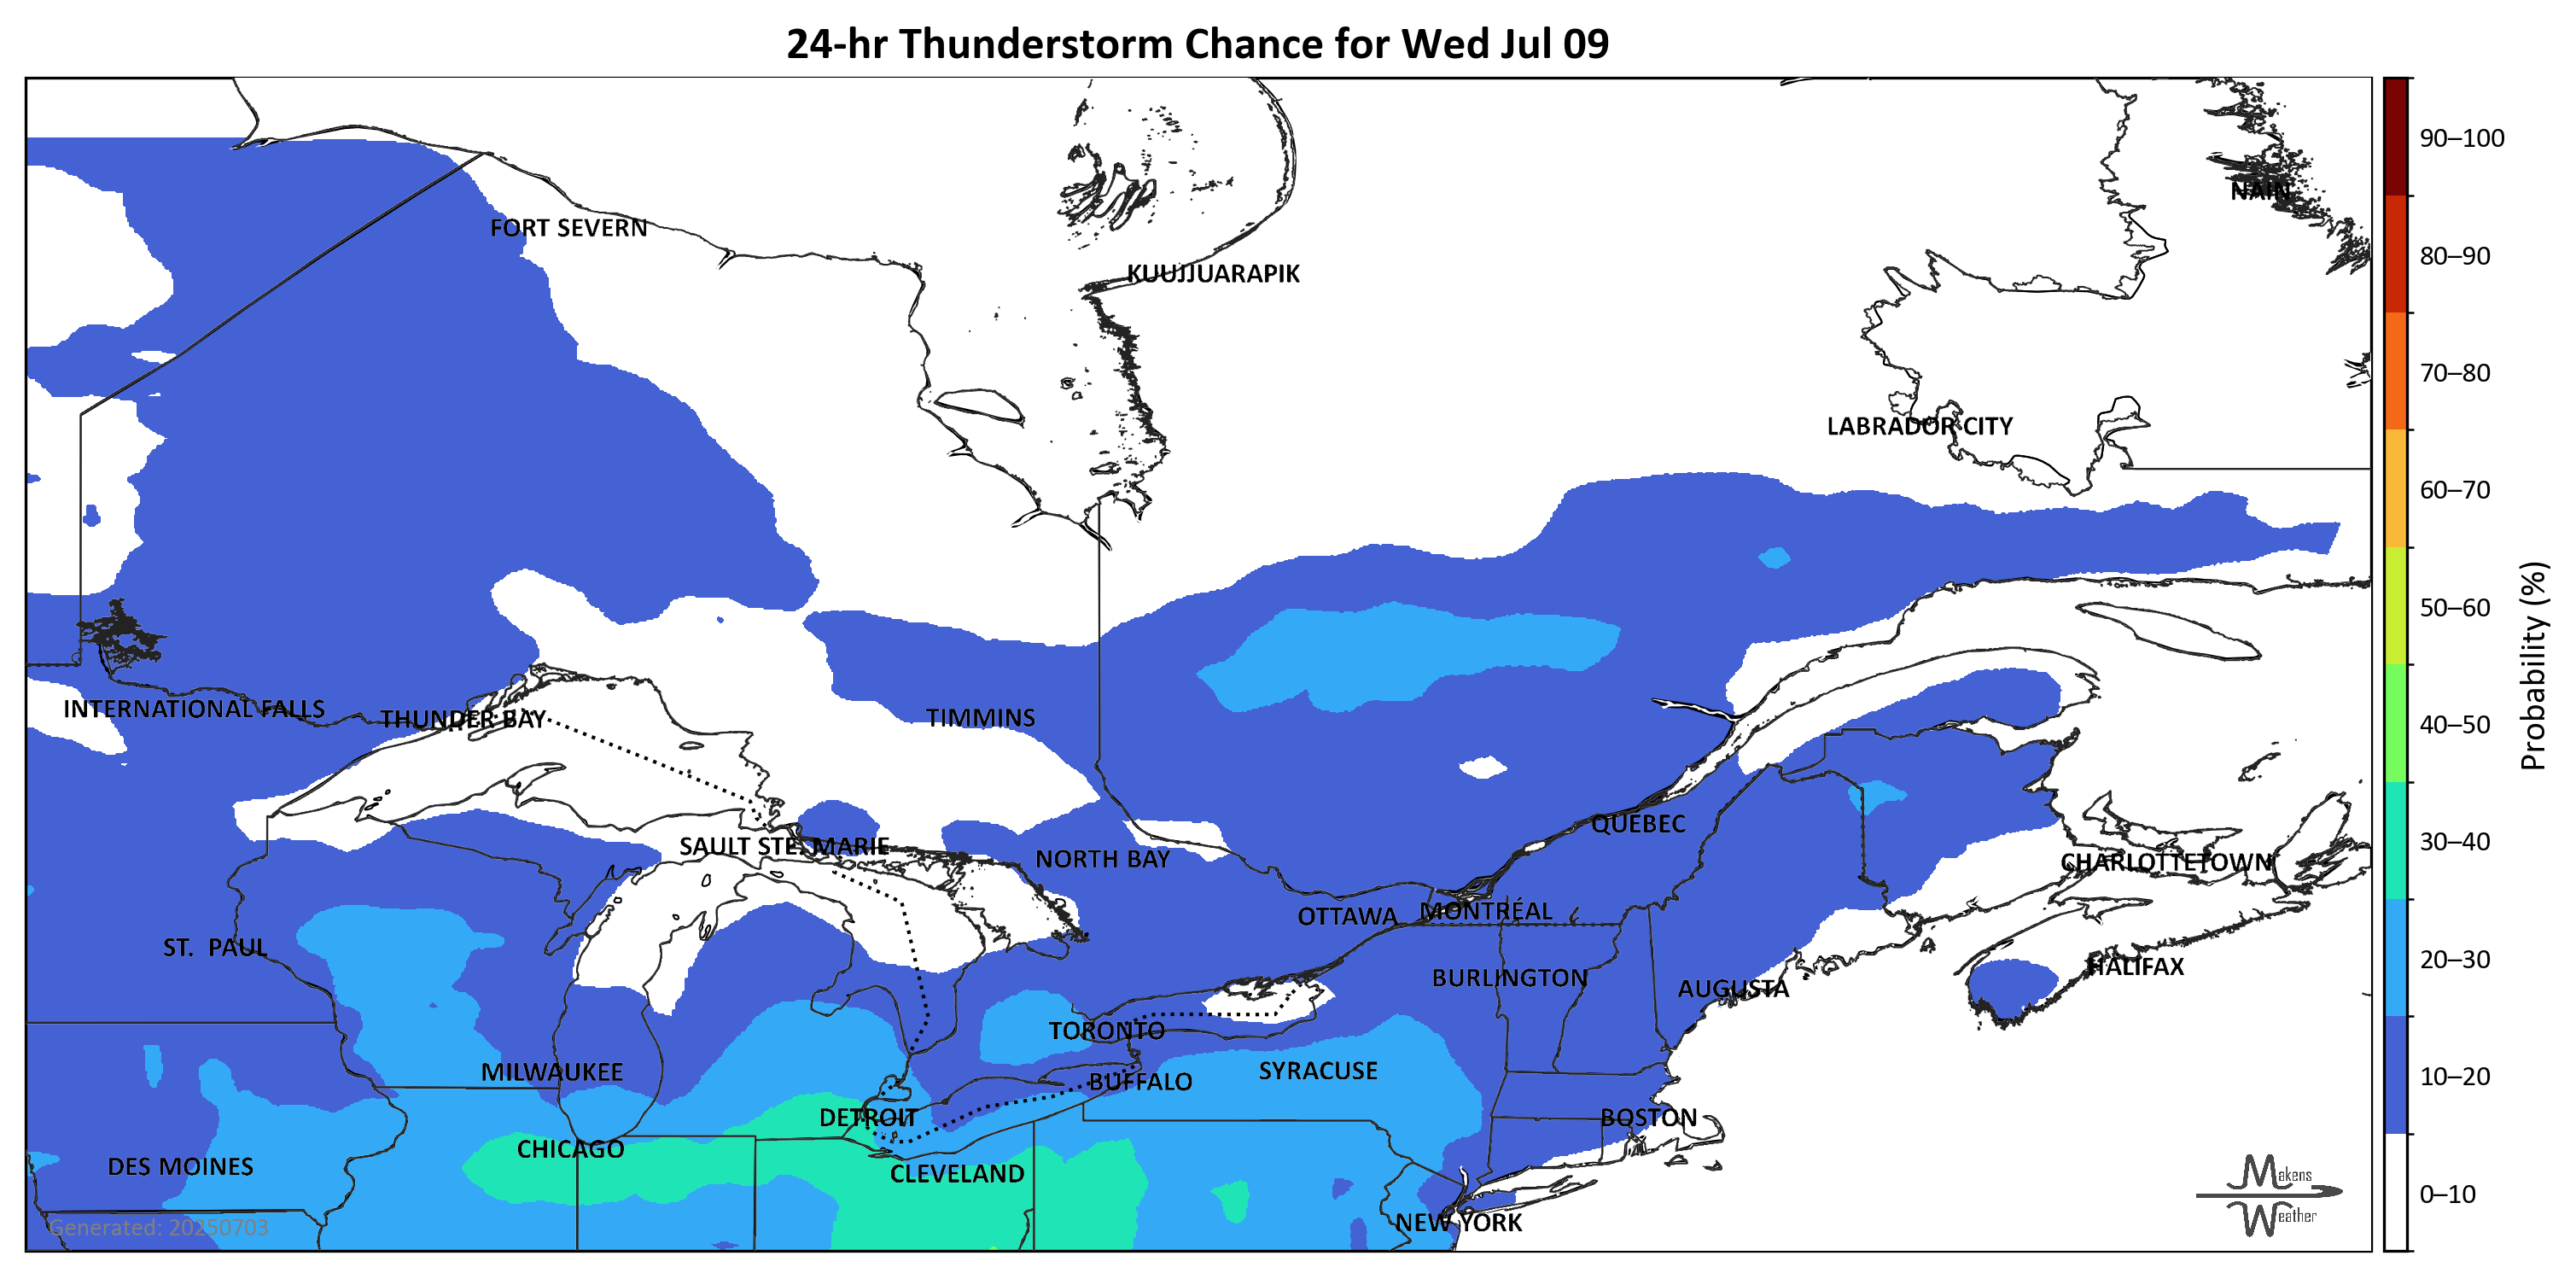 24-hr Thunderstorm Chance for Wed Jul 09
90–100
NAIN
FORT SEVERN
80–90
KUUJJUARAPIK
70–80
LABRADOR CITY
60–70
50–60
Probability (%)
INTERNATIONAL FALLS
THUNDER BAY
TIMMINS
40–50
QUEBEC
SAULT STE. MARIE
NORTH BAY
CHARLOTTETOWN
30–40
OTTAWA
MONTRÉAL
ST. PAUL
BURLINGTON
AUGUSTA
HALIFAX
20–30
TORONTO
MILWAUKEE
BUFFALO
SYRACUSE
10–20
DETROIT
BOSTON
CHICAGO
DES MOINES
CLEVELAND
Makens
Weather
0–10
NEW YORK
Generated: 20250703